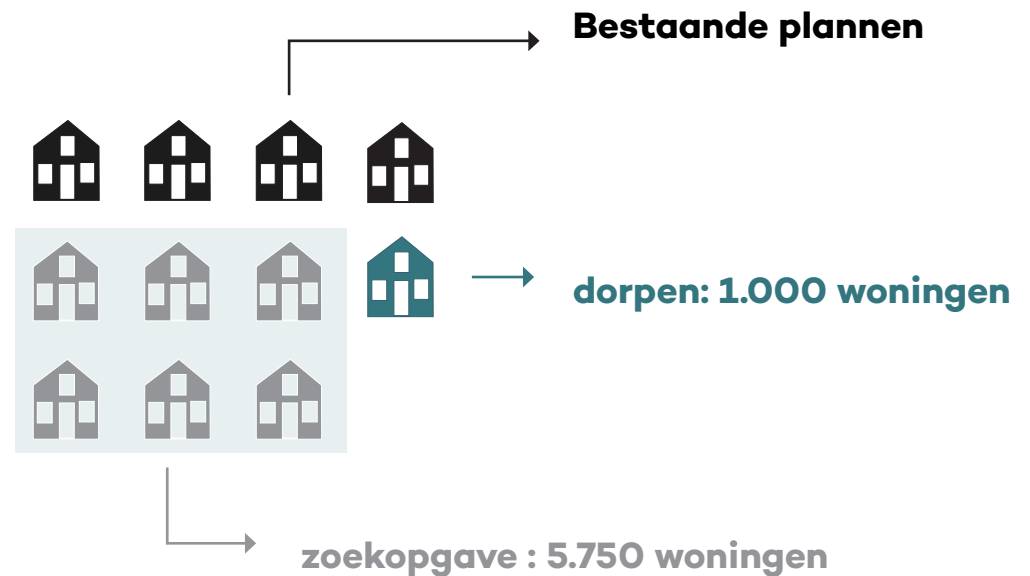 Bestaande plannen
dorpen: 1.000 woningen
zoekopgave : 5.750 woningen